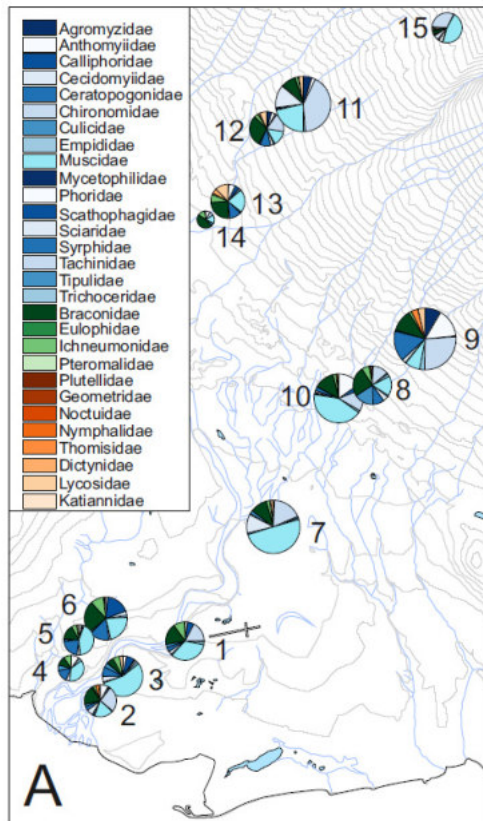 Agromyzidae
Anthomyiidae
Calliphoridae
Cecidomyiidae
Ceratopogonidae
Chironomidae
Culicidae
Empididae
Muscidae
Mycetophilidae
Phoridae
Scathophagidae
Sciaridae
Syrphidae
Tachinidae
Tipulidae
Trichoceridae
Braconidae
Eulophidae
Ichneumonidae
Pteromalidae
Plutellidae
Geometridae
Noctuidae
Nymphalidae
Thomisidae
Dictynidae
Lycosidae
Katiannidae
15
11
12
13
14
9
8
10
7
6
5
1
4
3
2
A